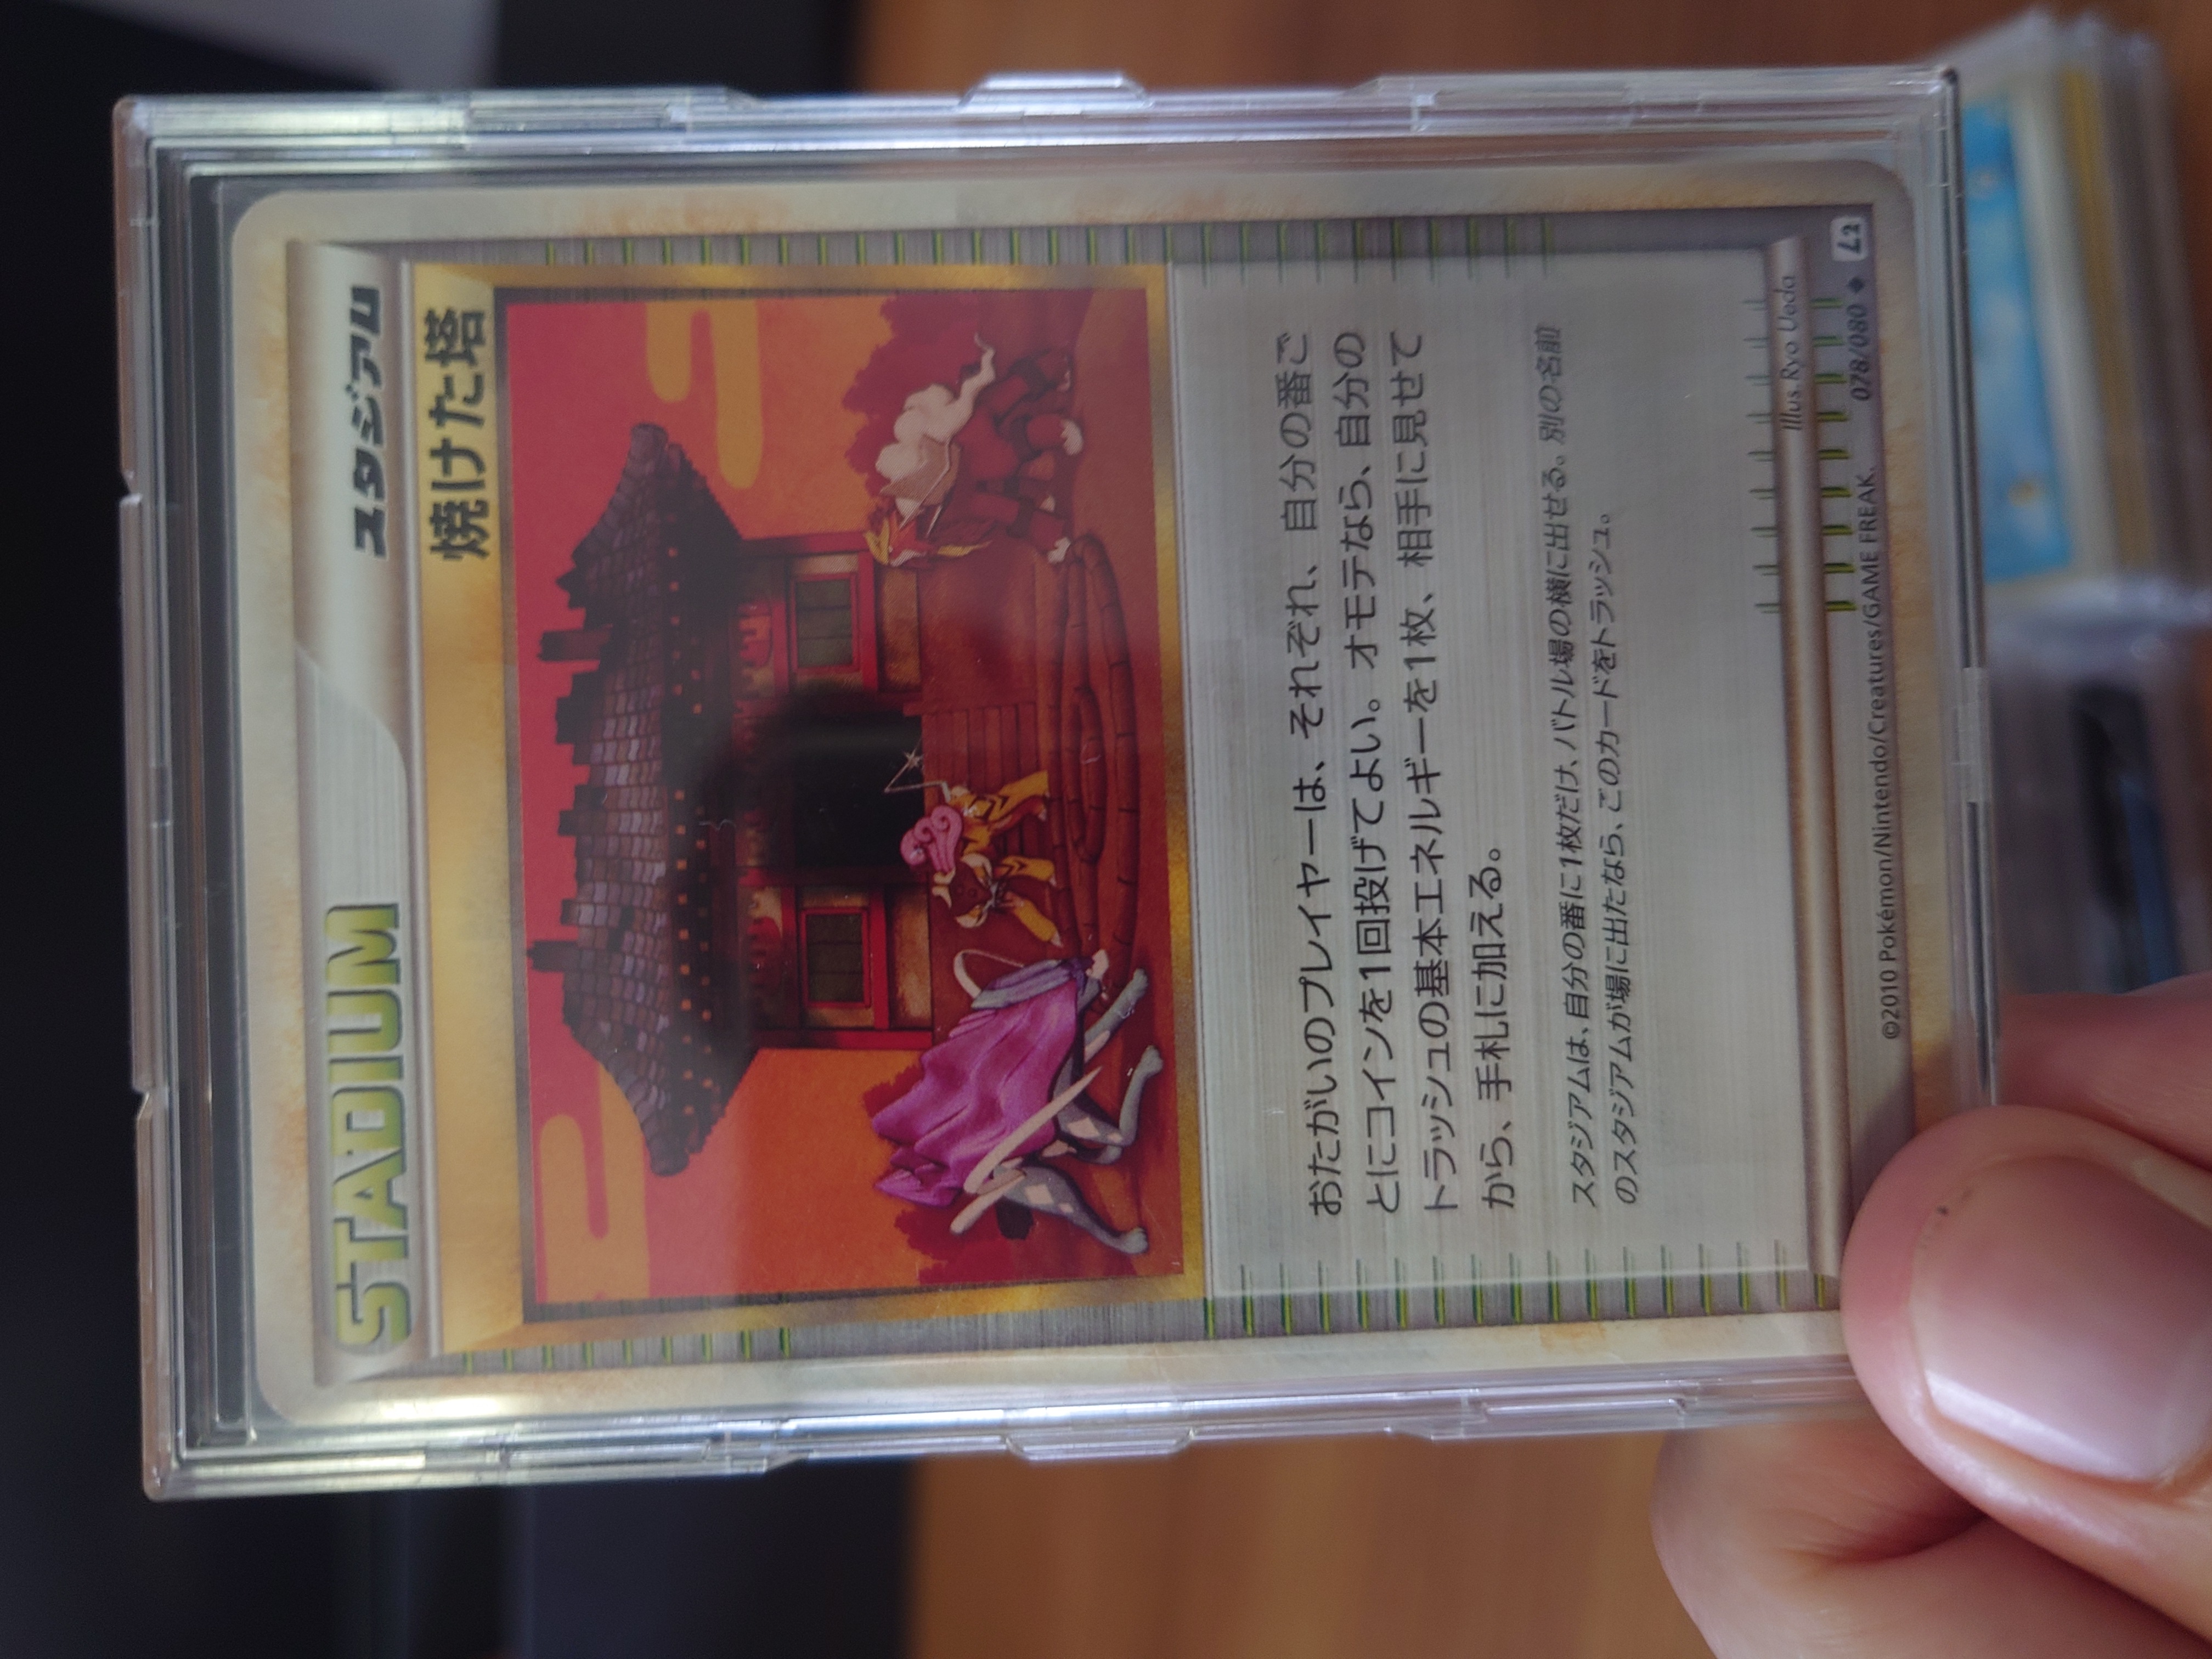 STADIUM
スタジアム
焼けた塔
おたがいのプレイヤーは、それぞれ、自分の番ご
とにコインを1回投げてよい。オモテなら、自分の
トラッシュの基本エネルギーを1枚、相手に見せて
から、手札に加える。
スタジアムは、自分の番に1枚だけ、バトル場の横に出せる。別の名前
のスタジアムが場に出たなら、このカードをトラッシュ。
Illus. Ryo Ueda
©2010 Pokémon/Nintendo/Creatures/GAME FREAK.
078/080 ◆ L2